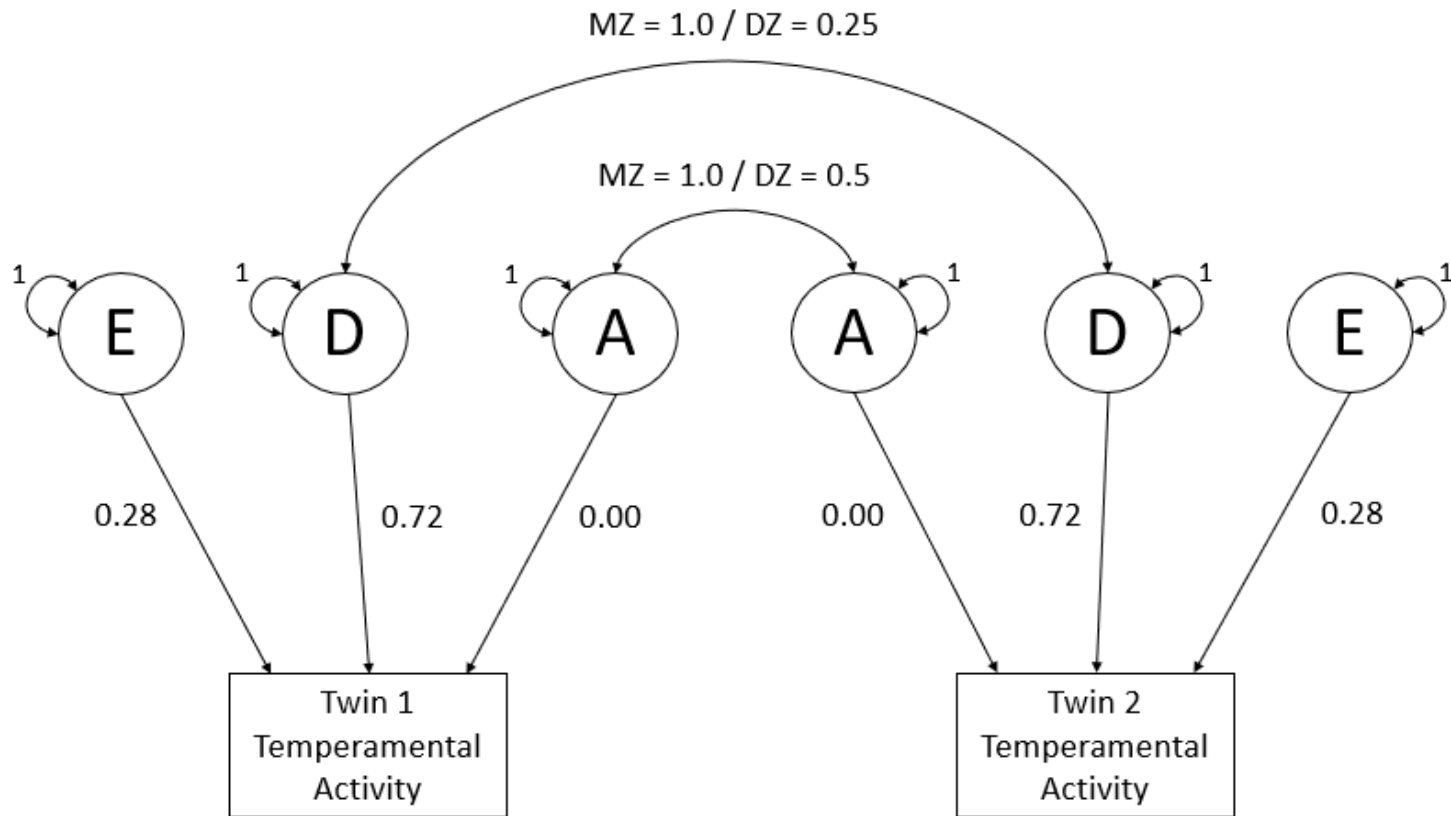 MZ = 1.0 / DZ = 0.25
MZ = 1.0 / DZ = 0.5
1 1 1 1 1 1
E D A A D E
0.28 0.72 0.00 0.00 0.72 0.28
Twin 1 Twin 2
Temperamental Temperamental
Activity Activity